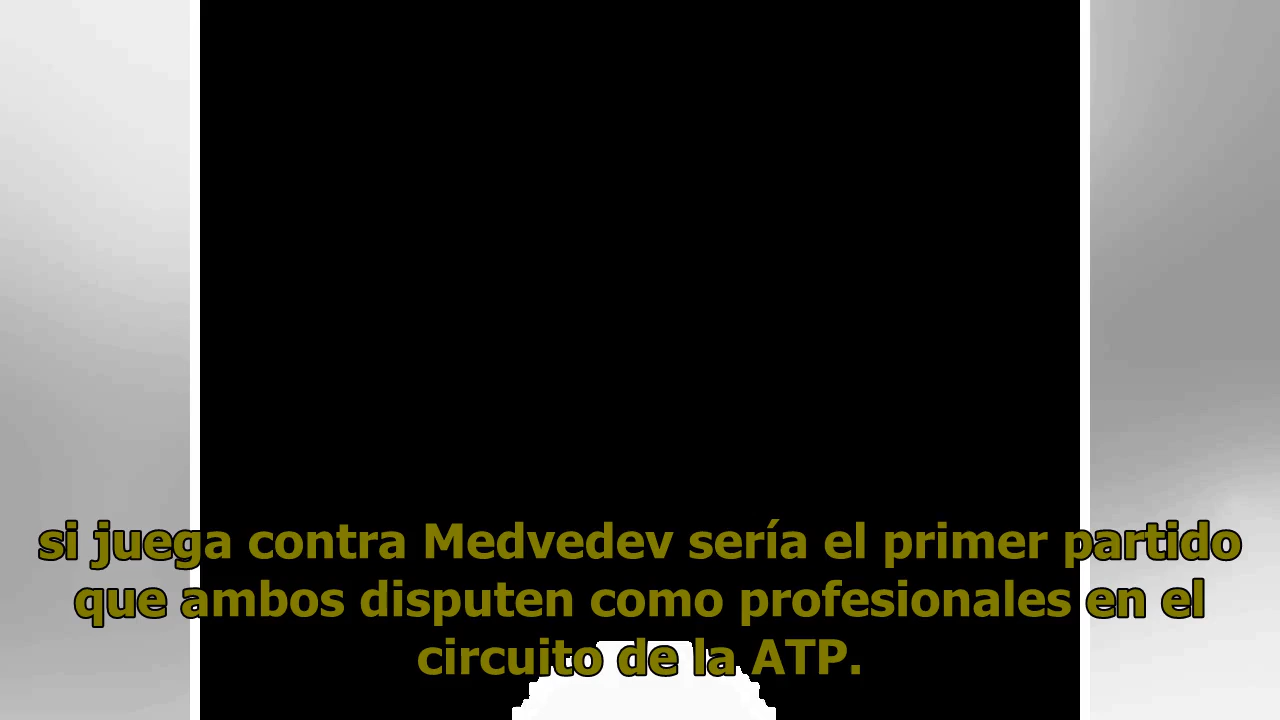 si juega contra Medvedev sería el primer partido
que ambos disputen como profesionales en el
circuito de la ATP.